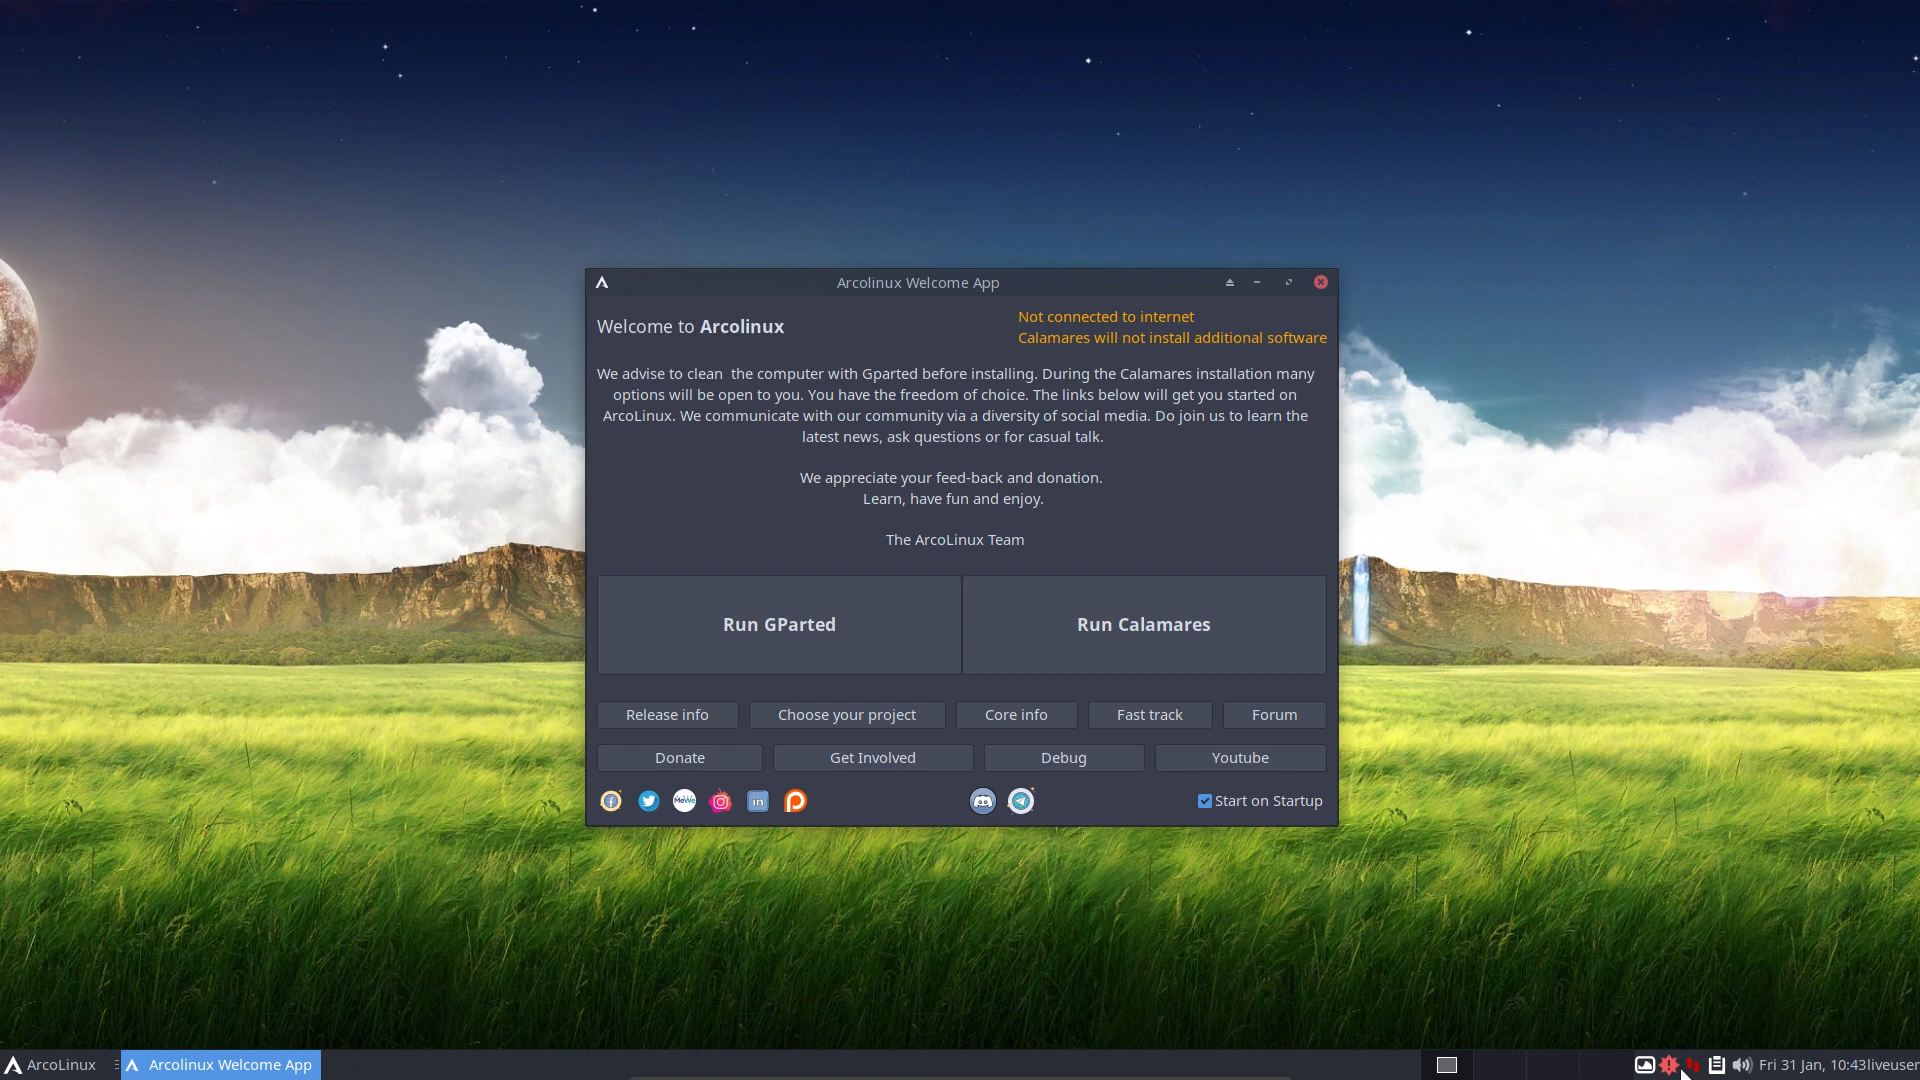 Arcolinux Welcome App
Welcome to Arcolinux
Not connected to internet
Calamares will not install additional software
We advise to clean  the computer with Gparted before installing. During the Calamares installation many
options will be open to you. You have the freedom of choice. The links below will get you started on
ArcoLinux. We communicate with our community via a diversity of social media. Do join us to learn the
latest news, ask questions or for casual talk.
We appreciate your feed-back and donation.
Learn, have fun and enjoy.
The ArcoLinux Team
Run GParted
Run Calamares
Release info
Choose your project
Core info
Fast track
Forum
Donate
Get Involved
Debug
Youtube
MeWe
in
Start on Startup
ArcoLinux
Arcolinux Welcome App
Fri 31 Jan, 10:43liveuser